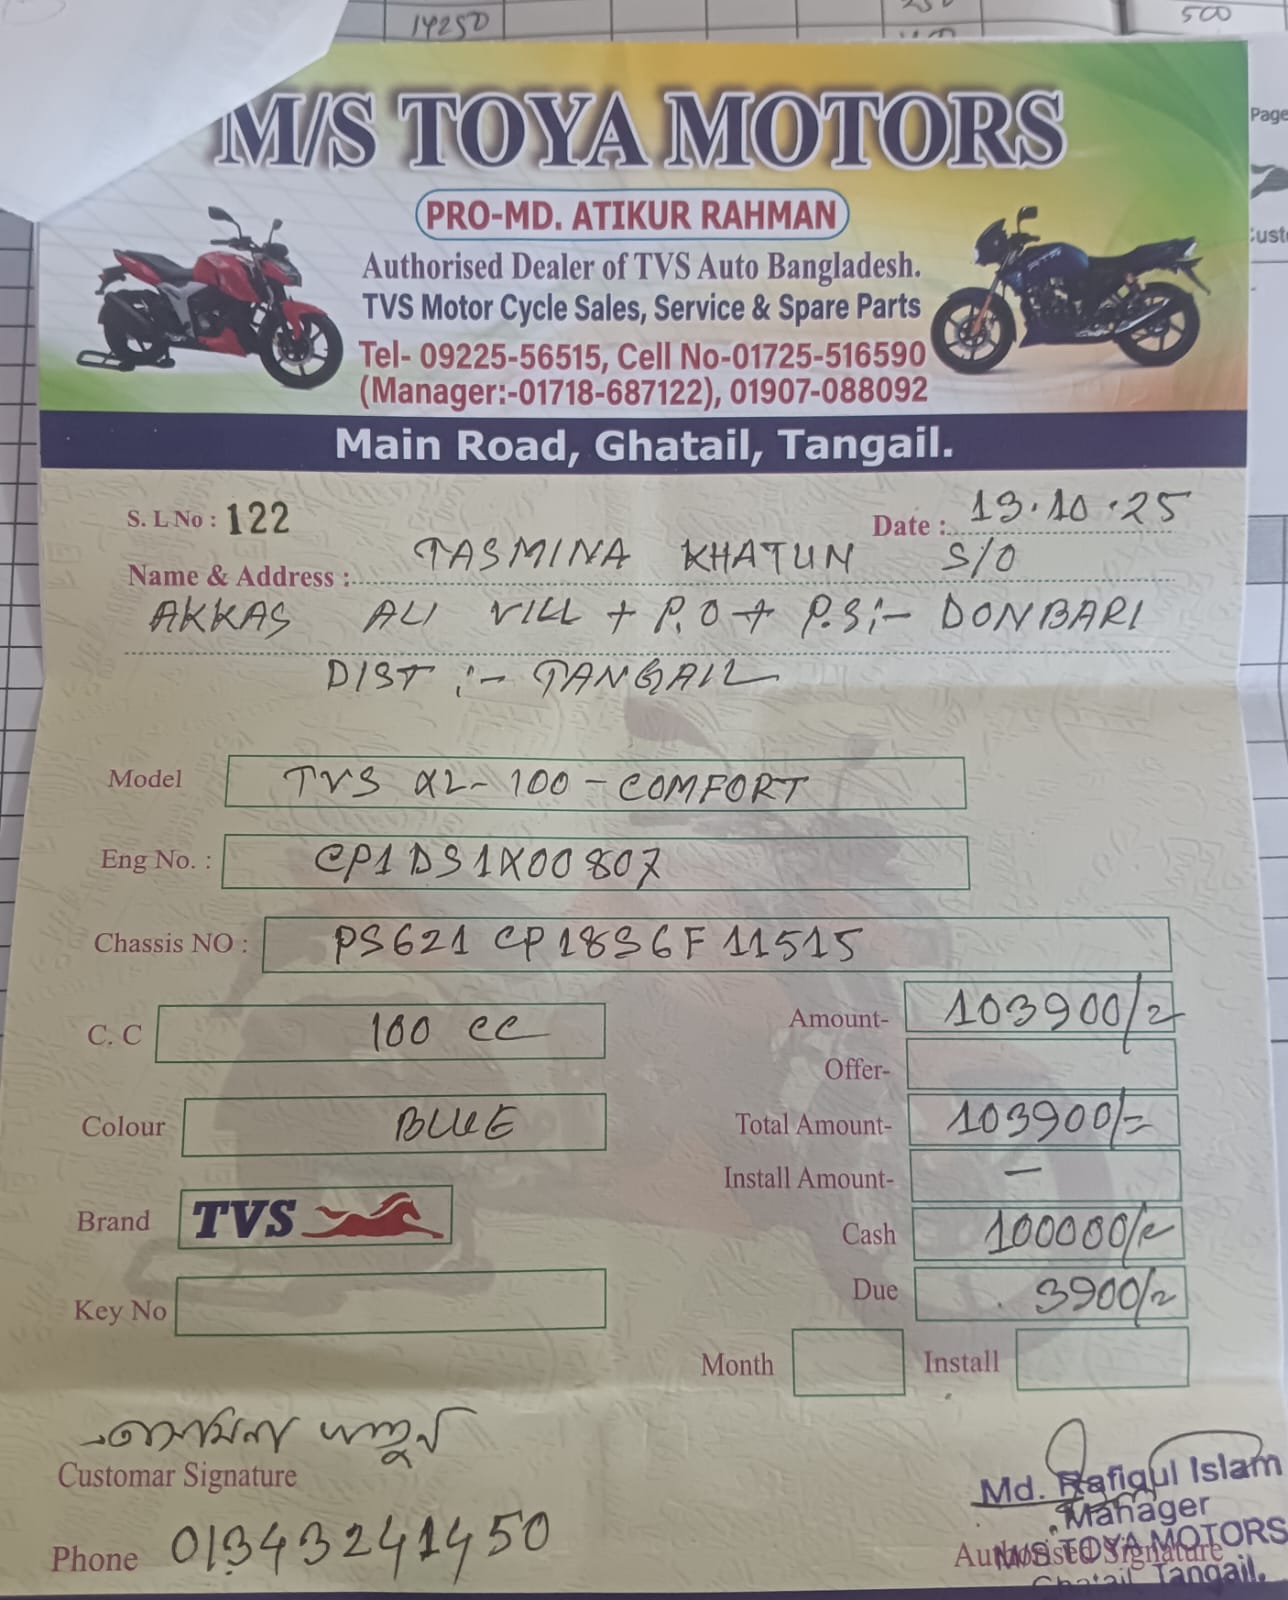 14250
500
M/S TOYA MOTORS
PRO-MD. ATIKUR RAHMAN
Authorised Dealer of TVS Auto Bangladesh.
TVS Motor Cycle Sales, Service & Spare Parts
Tel- 09225-56515, Cell No-01725-516590
(Manager:-01718-687122), 01907-088092
Main Road, Ghatail, Tangail.
Page
S. L No : 122 Date : 19.10.25
Name & Address : TASMINA KHATUN S/O
AKKAS ALI VILL + P.O + P.S:- DONBARI
DIST :- TANGAIL
Model TVS XL-100-COMFORT
Eng No. : CP1DS1X00807
Chassis NO : PS621CP18S6F11515
C. C 100 CC
Amount- 103900/=
Offer-
Colour BLUE
Total Amount- 103900/=
Install Amount- —
Brand TVS
Cash 100000/=
Due 3900/=
Key No
Month Install
তাসমিনা খাতুন
Customar Signature
Phone 01343241450
Md. Rafiqul Islam
Manager
M/S TOYA MOTORS
Authorised Signature
Ghatail, Tangail.